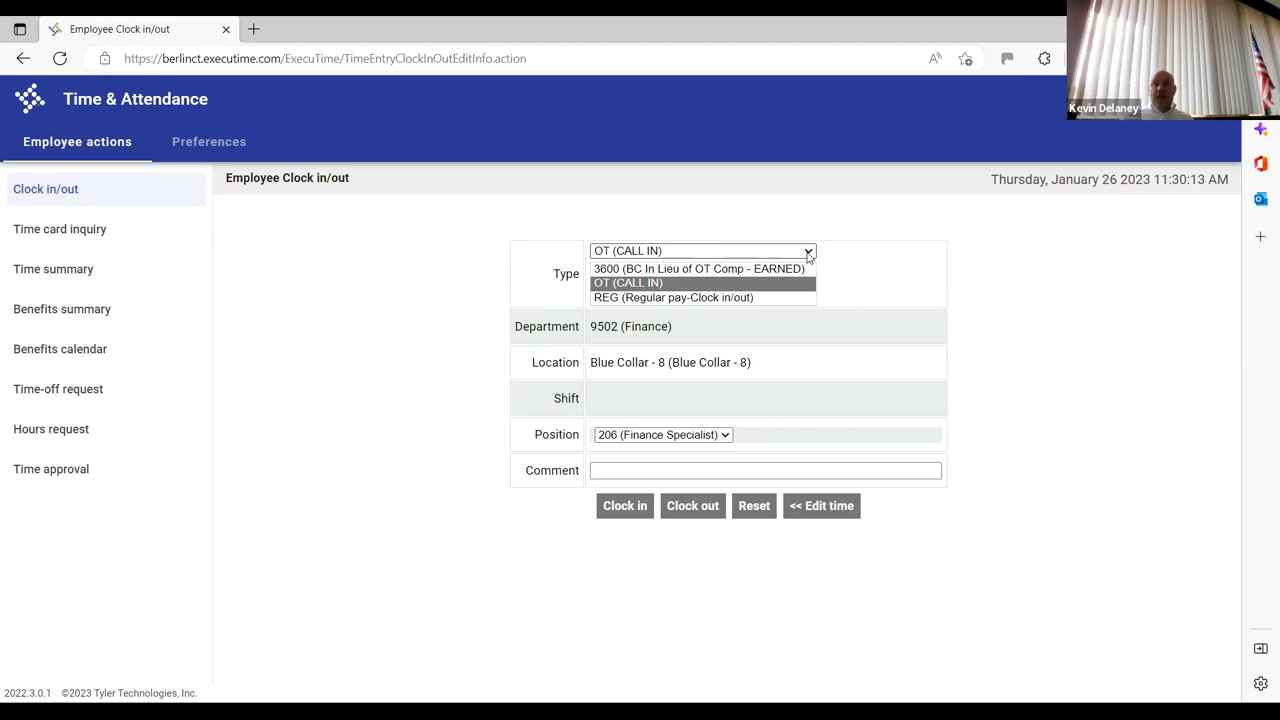 Employee Clock in/out
https://berlinct.executime.com/ExecuTime/TimeEntryClockInOutEditInfo.action
Kevin Delaney
Time & Attendance
Employee actions
Preferences
Clock in/out
Time card inquiry
Time summary
Benefits summary
Benefits calendar
Time-off request
Hours request
Time approval
Employee Clock in/out
Thursday, January 26 2023 11:30:13 AM
Type
OT (CALL IN)
3600 (BC In Lieu of OT Comp - EARNED)
OT (CALL IN)
REG (Regular pay-Clock in/out)
Department 9502 (Finance)
Location Blue Collar - 8 (Blue Collar - 8)
Shift
Position 206 (Finance Specialist)
Comment
Clock in Clock out Reset << Edit time
2022.3.0.1 ©2023 Tyler Technologies, Inc.